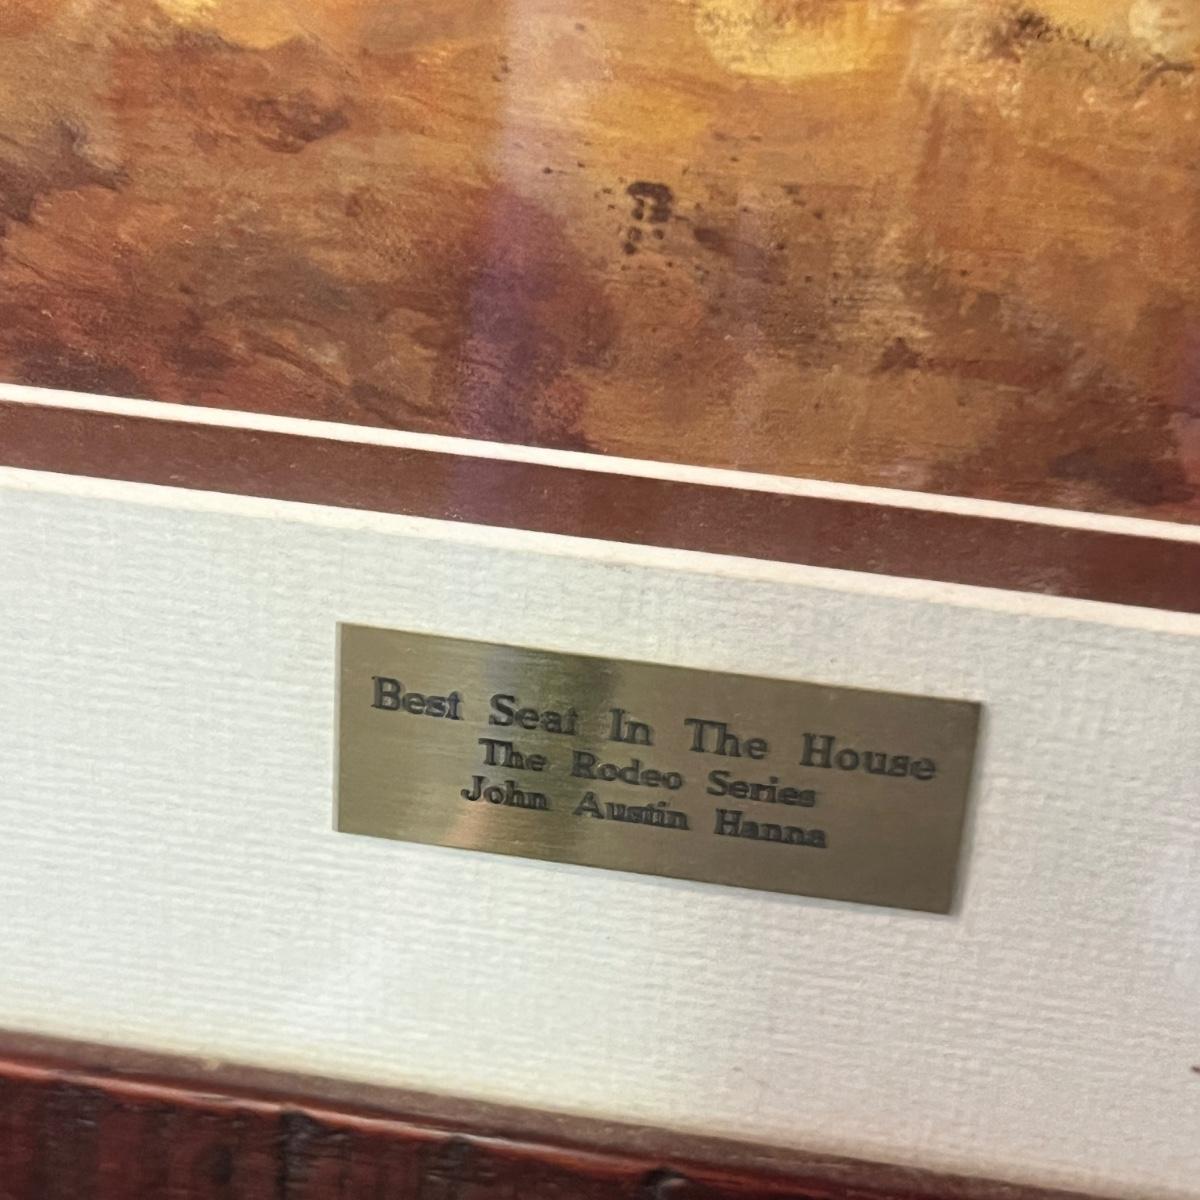 Best Seat In The House
The Rodeo Series
John Austin Hanna